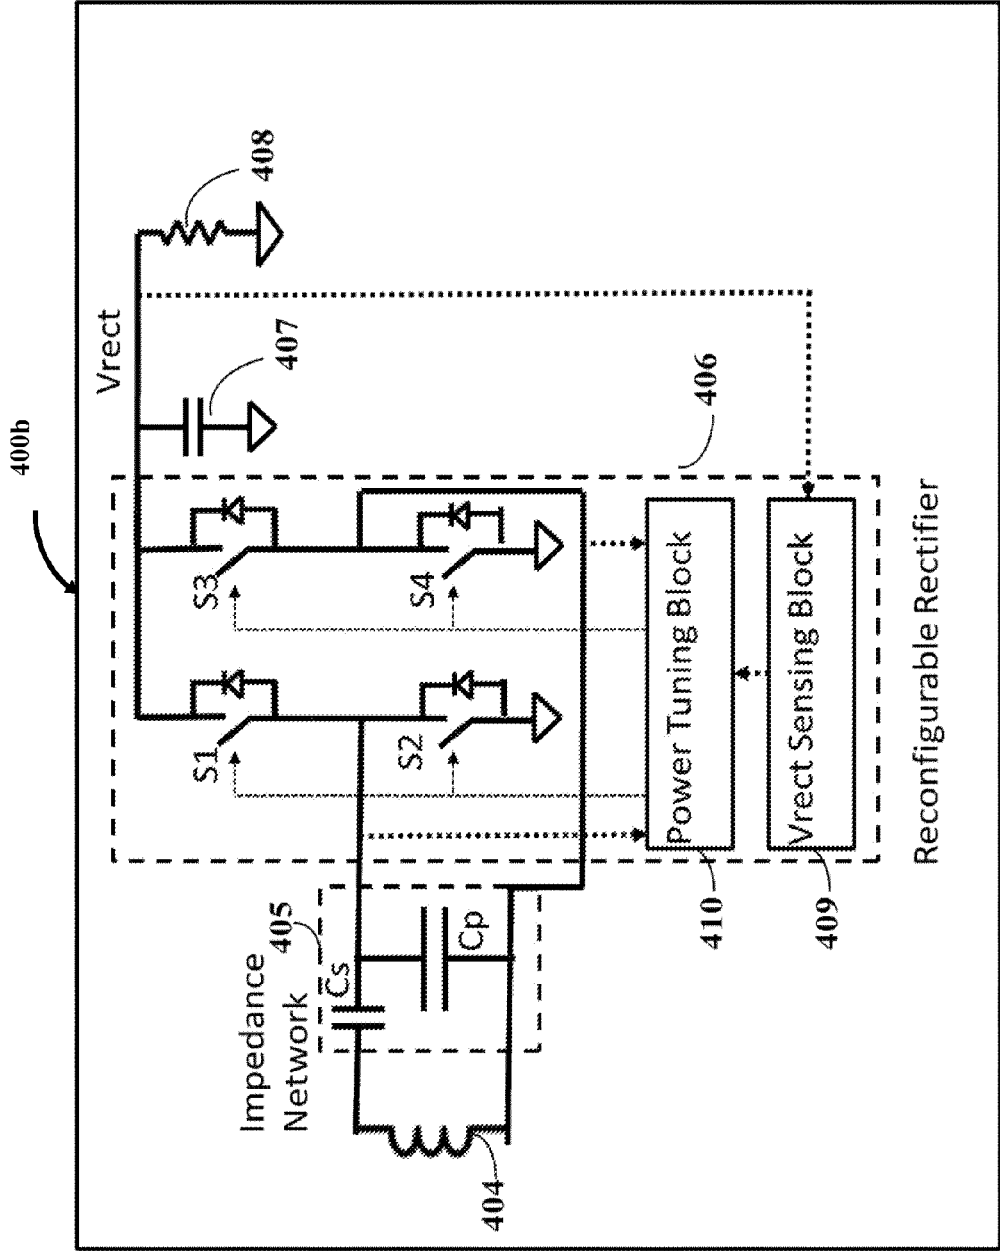 400b
Vrect
408
407
406
S3
S4
S1
S2
Impedance
Network
405
Cs
Cp
404
Power Tuning Block
Vrect Sensing Block
410
409
Reconfigurable Rectifier